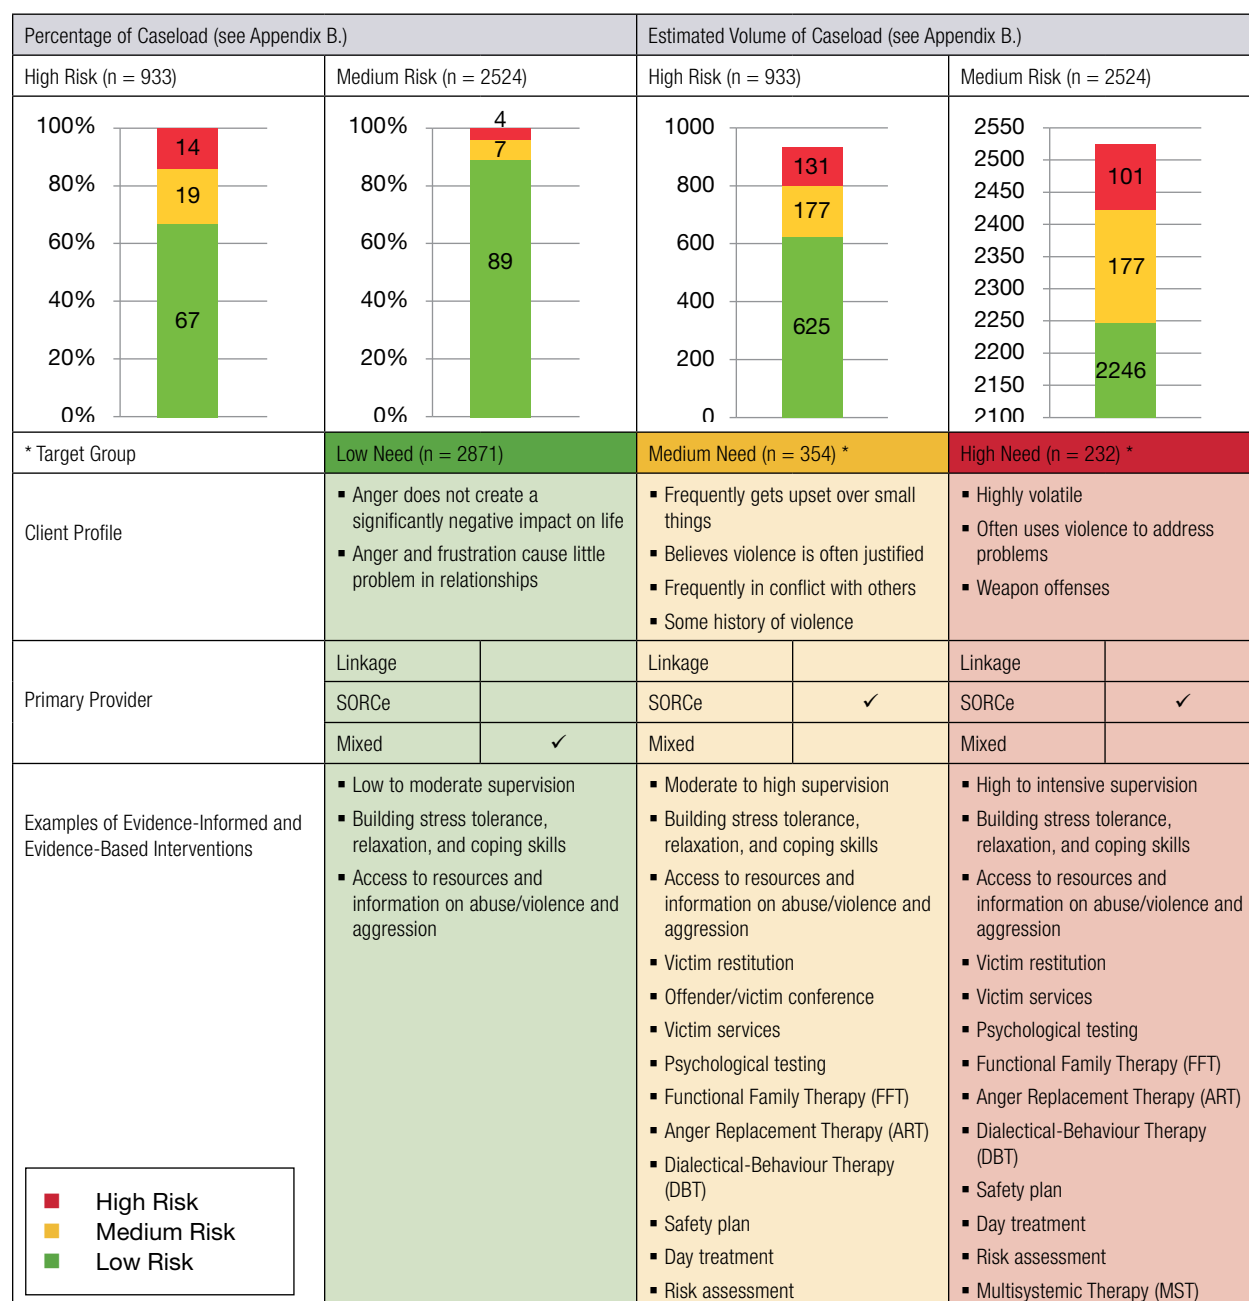 Percentage of Caseload (see Appendix B.)
Estimated Volume of Caseload (see Appendix B.)
High Risk (n = 933)
Medium Risk (n = 2524)
High Risk (n = 933)
Medium Risk (n = 2524)
100%
80%
60%
40%
20%
0%
14
19
67
100%
80%
60%
40%
20%
0%
4
7
89
1000
800
600
400
200
0
131
177
625
2550
2500
2450
2400
2350
2300
2250
2200
2150
2100
101
177
2246
* Target Group
Low Need (n = 2871)
Medium Need (n = 354) *
High Need (n = 232) *
Client Profile
▪ Anger does not create a
significantly negative impact on life
▪ Anger and frustration cause little
problem in relationships
▪ Frequently gets upset over small
things
▪ Believes violence is often justified
▪ Frequently in conflict with others
▪ Some history of violence
▪ Highly volatile
▪ Often uses violence to address
problems
▪ Weapon offenses
Primary Provider
Linkage
SORCe
Mixed ✓
Linkage
SORCe ✓
Mixed
Linkage
SORCe ✓
Mixed
Examples of Evidence-Informed and
Evidence-Based Interventions
▪ Low to moderate supervision
▪ Building stress tolerance,
relaxation, and coping skills
▪ Access to resources and
information on abuse/violence and
aggression
▪ Moderate to high supervision
▪ Building stress tolerance,
relaxation, and coping skills
▪ Access to resources and
information on abuse/violence and
aggression
▪ Victim restitution
▪ Offender/victim conference
▪ Victim services
▪ Psychological testing
▪ Functional Family Therapy (FFT)
▪ Anger Replacement Therapy (ART)
▪ Dialectical-Behaviour Therapy
(DBT)
▪ Safety plan
▪ Day treatment
▪ Risk assessment
▪ High to intensive supervision
▪ Building stress tolerance,
relaxation, and coping skills
▪ Access to resources and
information on abuse/violence and
aggression
▪ Victim restitution
▪ Victim services
▪ Psychological testing
▪ Functional Family Therapy (FFT)
▪ Anger Replacement Therapy (ART)
▪ Dialectical-Behaviour Therapy
(DBT)
▪ Safety plan
▪ Day treatment
▪ Risk assessment
▪ Multisystemic Therapy (MST)
High Risk
Medium Risk
Low Risk